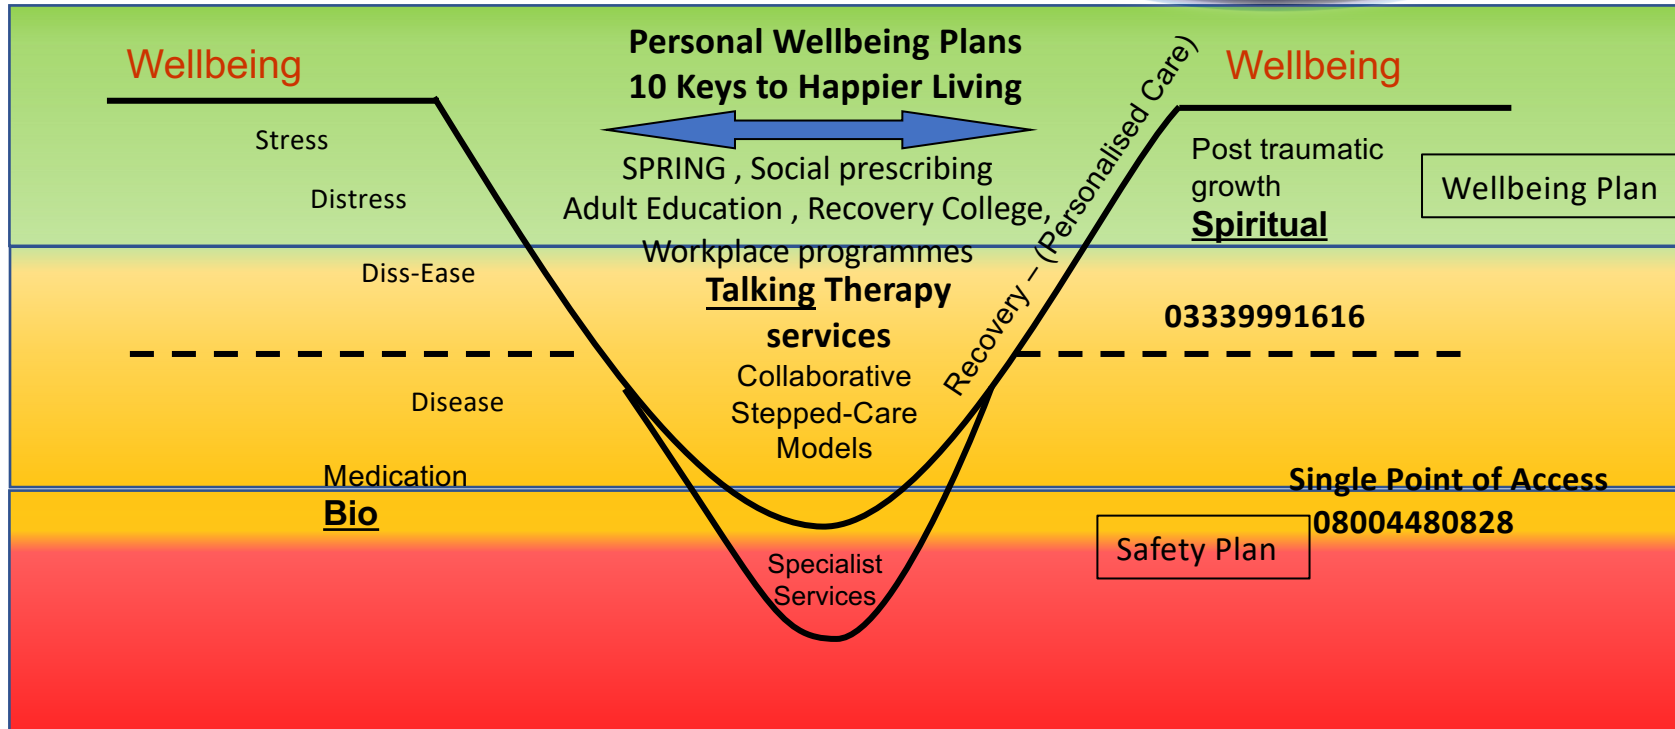 Wellbeing
Personal Wellbeing Plans
10 Keys to Happier Living
Wellbeing
Stress
Distress
SPRING , Social prescribing
Adult Education , Recovery College,
Workplace programmes
Recovery – (Personalised Care)
Post traumatic
growth
Spiritual
Wellbeing Plan
Diss-Ease
Talking Therapy
services
03339991616
Disease
Collaborative
Stepped-Care
Models
Medication
Bio
Single Point of Access
08004480828
Safety Plan
Specialist
Services